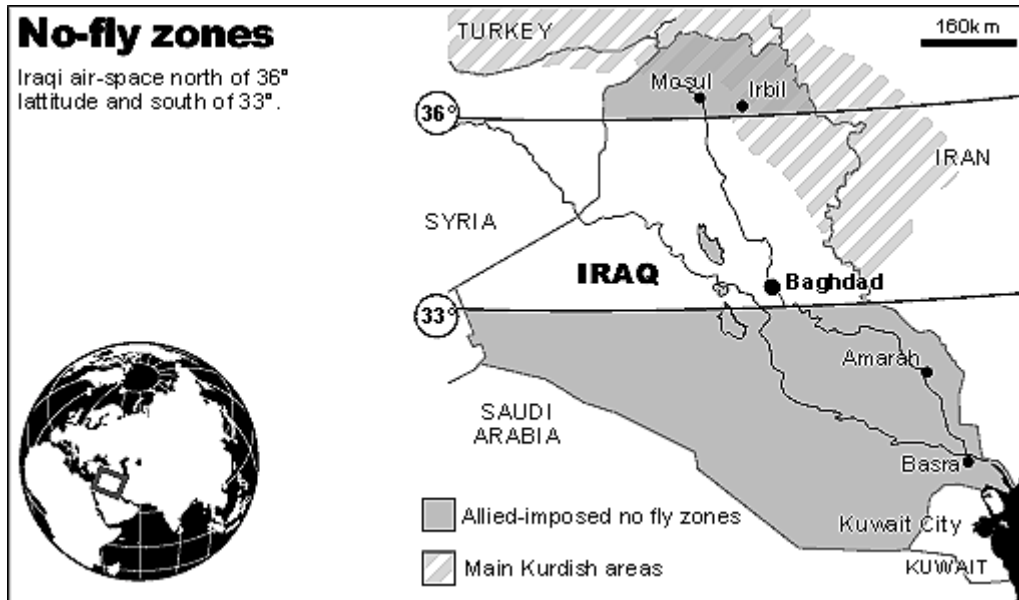 No-fly zones
Iraqi air-space north of 36°
lattitude and south of 33°.
TURKEY
160km
Mosul
Irbil
36°
IRAN
SYRIA
IRAQ
Baghdad
33°
Amarah
SAUDI
ARABIA
Basra
Allied-imposed no fly zones
Kuwait City
Main Kurdish areas
KUWAIT